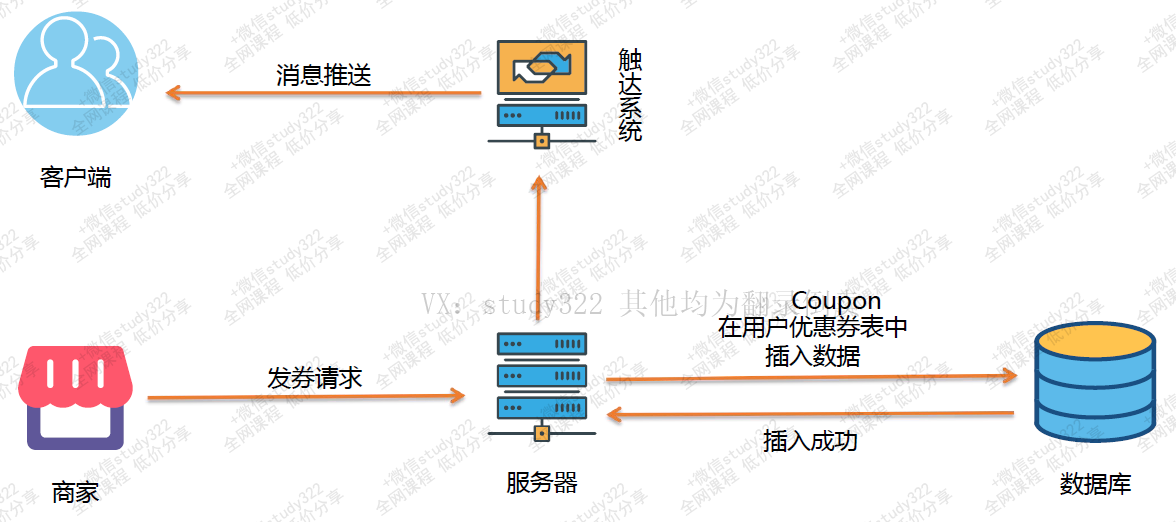 消息推送
触达系统
客户端
VX: study322 其他均为翻录倒卖
Coupon
在用户优惠券表中
插入数据
发券请求
插入成功
商家
服务器
数据库
+微信study322
全网课程 低价分享